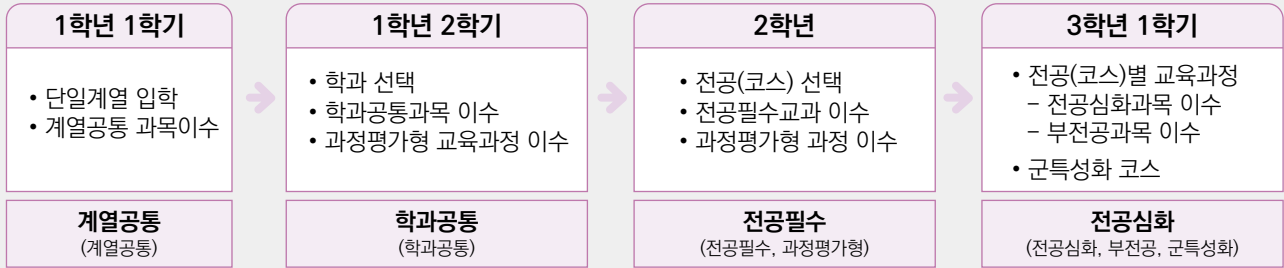 1학년 1학기
• 단일계열 입학
• 계열공통 과목이수
계열공통
(계열공통)
1학년 2학기
• 학과 선택
• 학과공통과목 이수
• 과정평가형 교육과정 이수
학과공통
(학과공통)
2학년
• 전공(코스) 선택
• 전공필수교과 이수
• 과정평가형 과정 이수
전공필수
(전공필수, 과정평가형)
3학년 1학기
• 전공(코스)별 교육과정
– 전공심화과목 이수
– 부전공과목 이수
• 군특성화 코스
전공심화
(전공심화, 부전공, 군특성화)